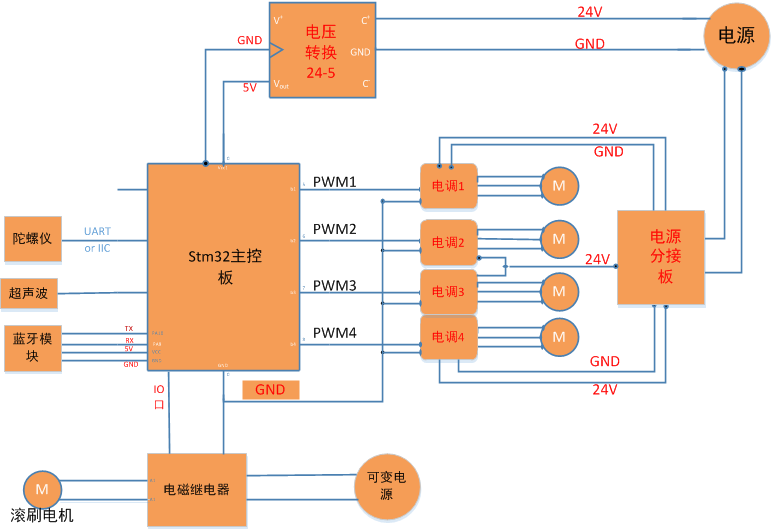 24V
V+
C+
电压
转换
24-5
GND
GND
GND
电源
5V
Vout
C-
24V
GND
PWM1
电调1
M
陀螺仪
UART
or IIC
Stm32主控
板
PWM2
电调2
M
电源
分接
板
24V
超声波
PWM3
电调3
M
蓝牙模
块
TX
RX
5V
GND
PWM4
电调4
M
GND
24V
IO
口
GND
M
滚刷电机
电磁继电器
可变电
源